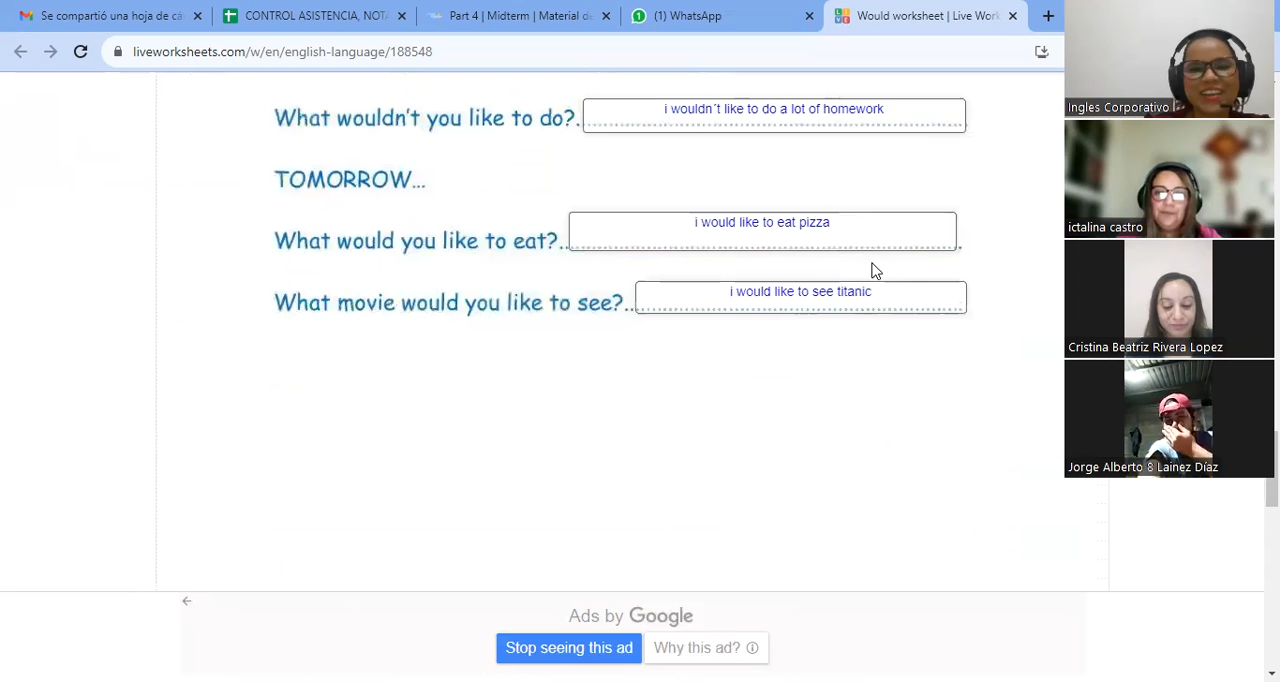 Se compartió una hoja de cá
CONTROL ASISTENCIA_NOTA
Part 4 | Midterm | Material de
(1) WhatsApp
Would worksheet | Live Work
liveworksheets.com/w/en/english-language/188548
What wouldn't you like to do?.
i wouldn´t like to do a lot of homework
TOMORROW...
What would you like to eat?..
i would like to eat pizza
What movie would you like to see?...
i would like to see titanic
Ads by Google
Stop seeing this ad
Why this ad?
Ingles Corporativo
ictalina castro
Cristina Beatriz Rivera Lopez
Jorge Alberto 8 Laínez Díaz